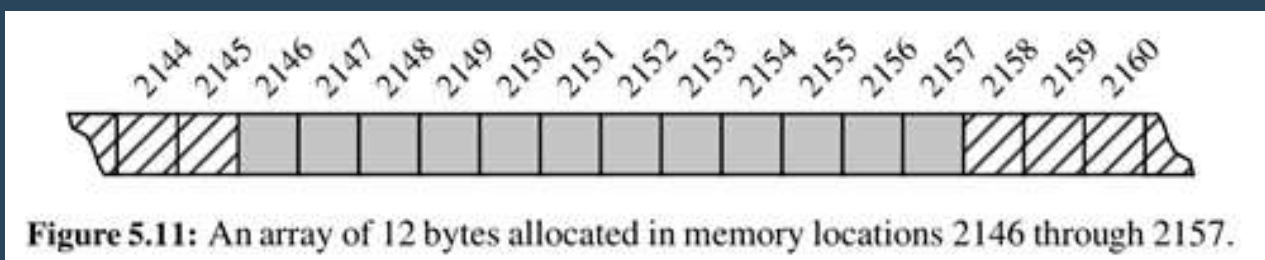 2144 2145 2146 2147 2148 2149 2150 2151 2152 2153 2154 2155 2156 2157 2158 2159 2160
Figure 5.11: An array of 12 bytes allocated in memory locations 2146 through 2157.